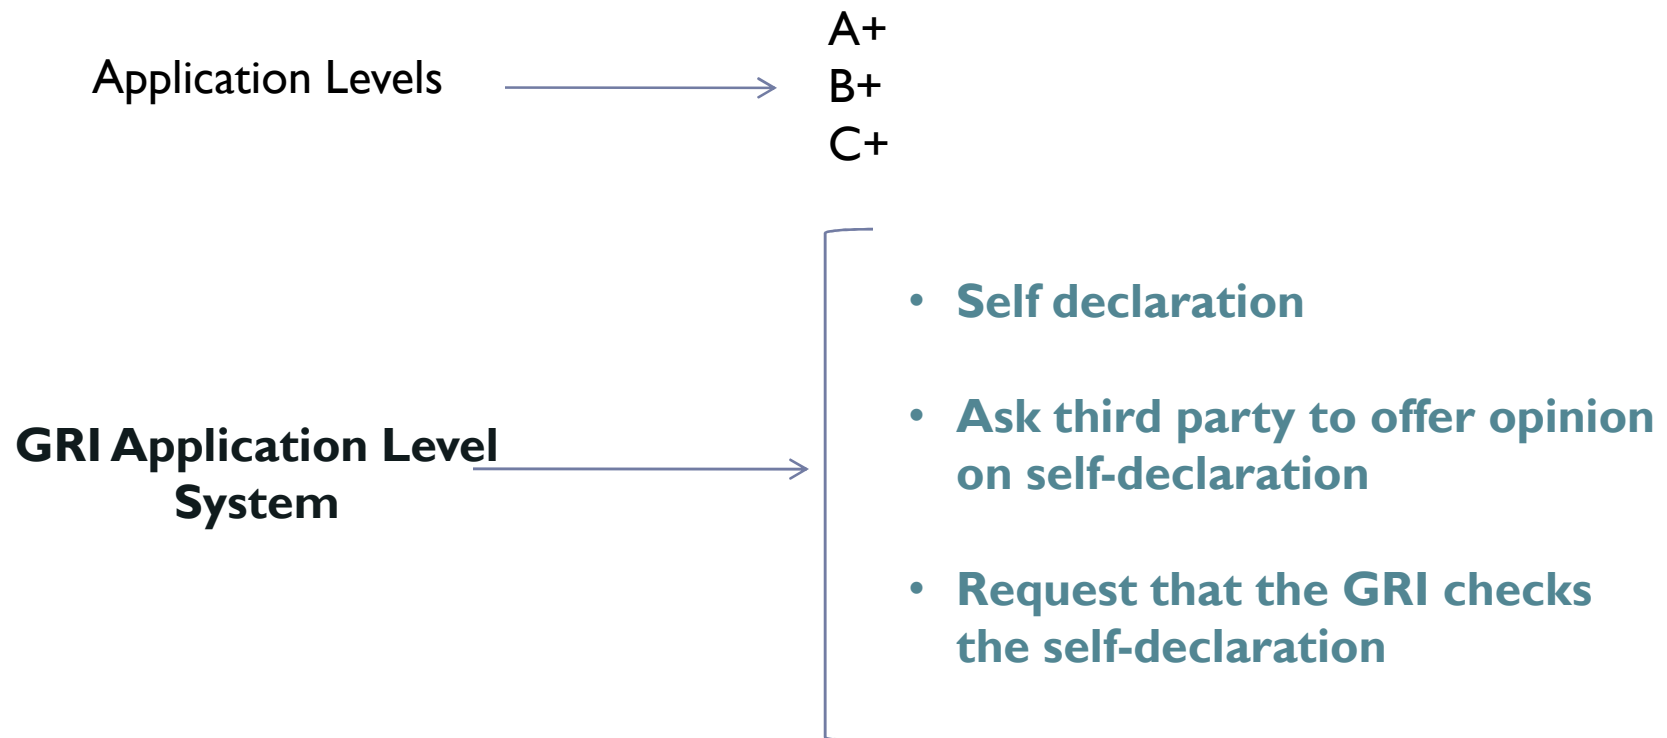 Application Levels
A+
B+
C+
GRI Application Level
System
• Self declaration
• Ask third party to offer opinion
on self-declaration
• Request that the GRI checks
the self-declaration